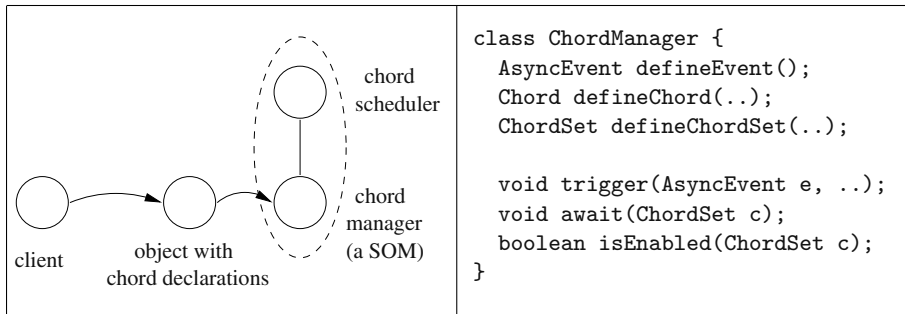 chord
scheduler
chord
manager
(a SOM)
object with
chord declarations
client
class ChordManager {
  AsyncEvent defineEvent();
  Chord defineChord(..);
  ChordSet defineChordSet(..);
  void trigger(AsyncEvent e, ..);
  void await(ChordSet c);
  boolean isEnabled(ChordSet c);
}